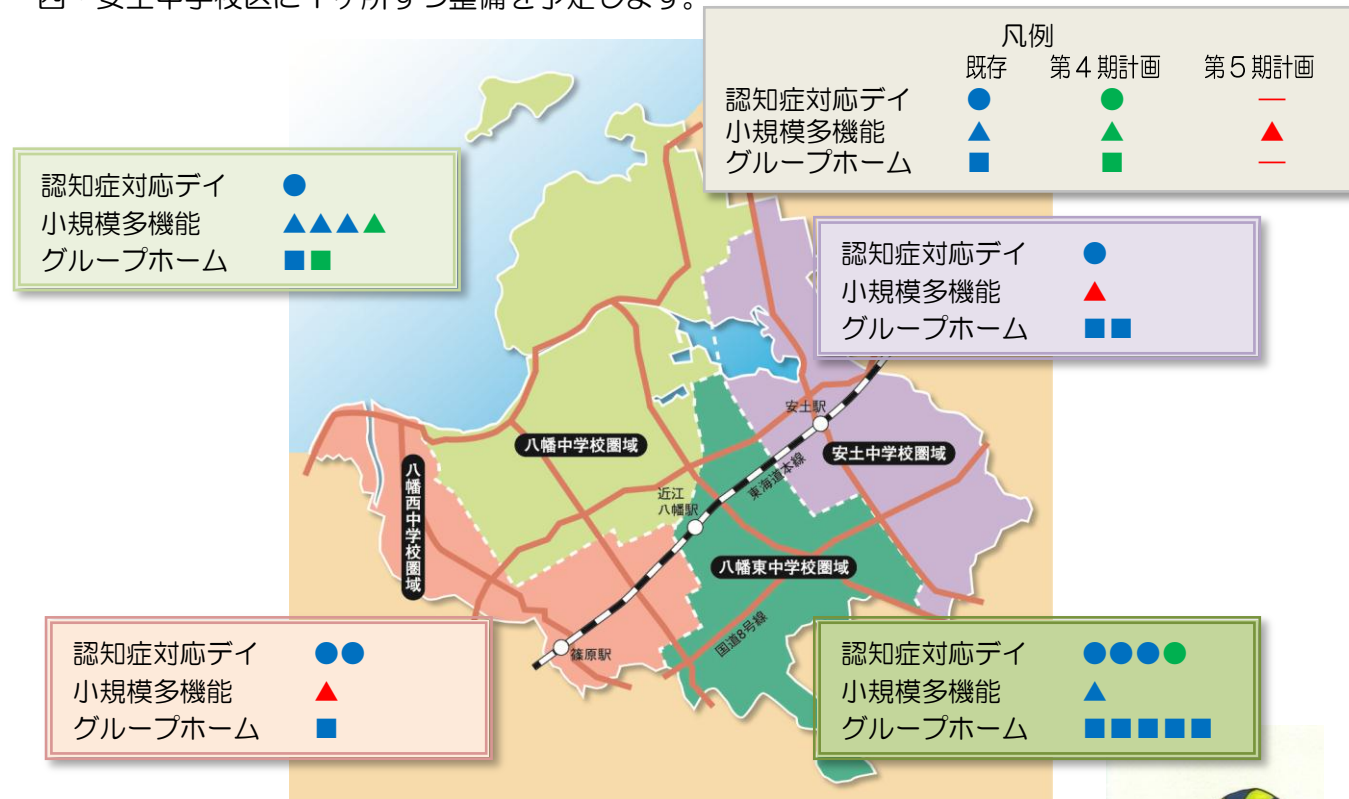 西・安土中学校区に1ヶ所ずつ整備を予定します。
凡例
既存 第4期計画 第5期計画
認知症対応デイ ● ● ―
小規模多機能 ▲ ▲ ▲
グループホーム ■ ■ ―
認知症対応デイ ●
小規模多機能 ▲▲▲▲
グループホーム ■■
認知症対応デイ ●
小規模多機能 ▲
グループホーム ■■
安土駅
八幡中学校圏域
安土中学校圏域
東海道本線
八幡西中学校圏域
近江
八幡駅
八幡東中学校圏域
国道8号線
篠原駅
認知症対応デイ ●●
小規模多機能 ▲
グループホーム ■
認知症対応デイ ●●●●
小規模多機能 ▲
グループホーム ■■■■■